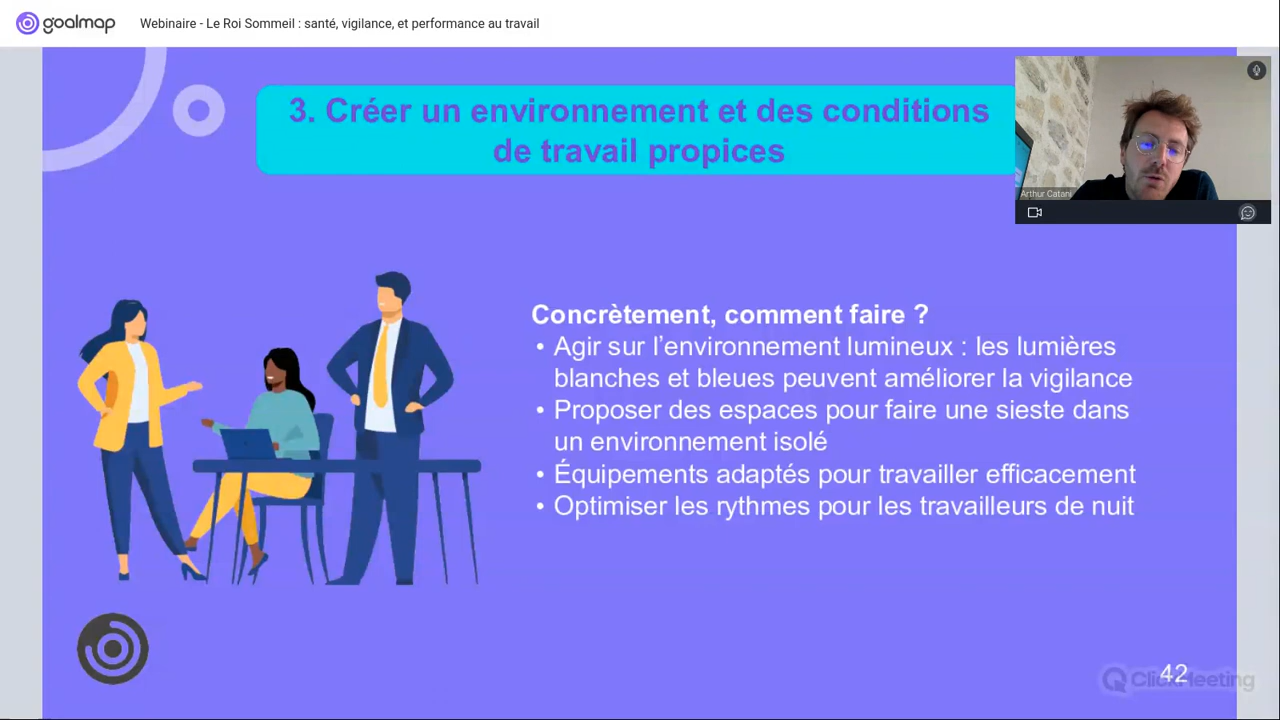 goalmap
Webinaire - Le Roi Sommeil : santé, vigilance, et performance au travail
3. Créer un environnement et des conditions
de travail propices
Arthur Catani
Concrètement, comment faire ?
• Agir sur l’environnement lumineux : les lumières
blanches et bleues peuvent améliorer la vigilance
• Proposer des espaces pour faire une sieste dans
un environnement isolé
• Équipements adaptés pour travailler efficacement
• Optimiser les rythmes pour les travailleurs de nuit
42
ClickMeeting